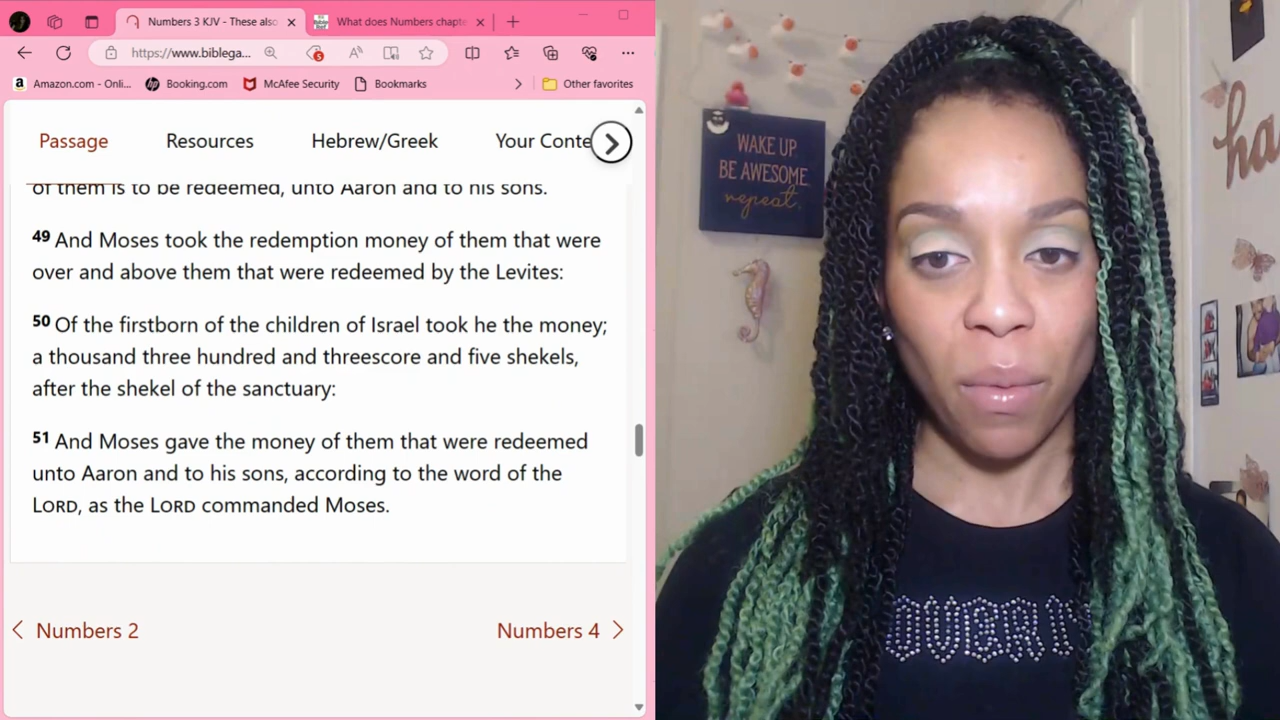 Numbers 3 KJV - These also
What does Numbers chapte
https://www.biblega...
5
Amazon.com - Onli...
Booking.com
McAfee Security
Bookmarks
Other favorites
Passage
Resources
Hebrew/Greek
Your Conte
of them is to be redeemed, unto Aaron and to his sons.
49 And Moses took the redemption money of them that were
over and above them that were redeemed by the Levites:
50 Of the firstborn of the children of Israel took he the money;
a thousand three hundred and threescore and five shekels,
after the shekel of the sanctuary:
51 And Moses gave the money of them that were redeemed
unto Aaron and to his sons, according to the word of the
LORD, as the LORD commanded Moses.
Numbers 2
Numbers 4
WAKE UP
BE AWESOME
repeat.
ha